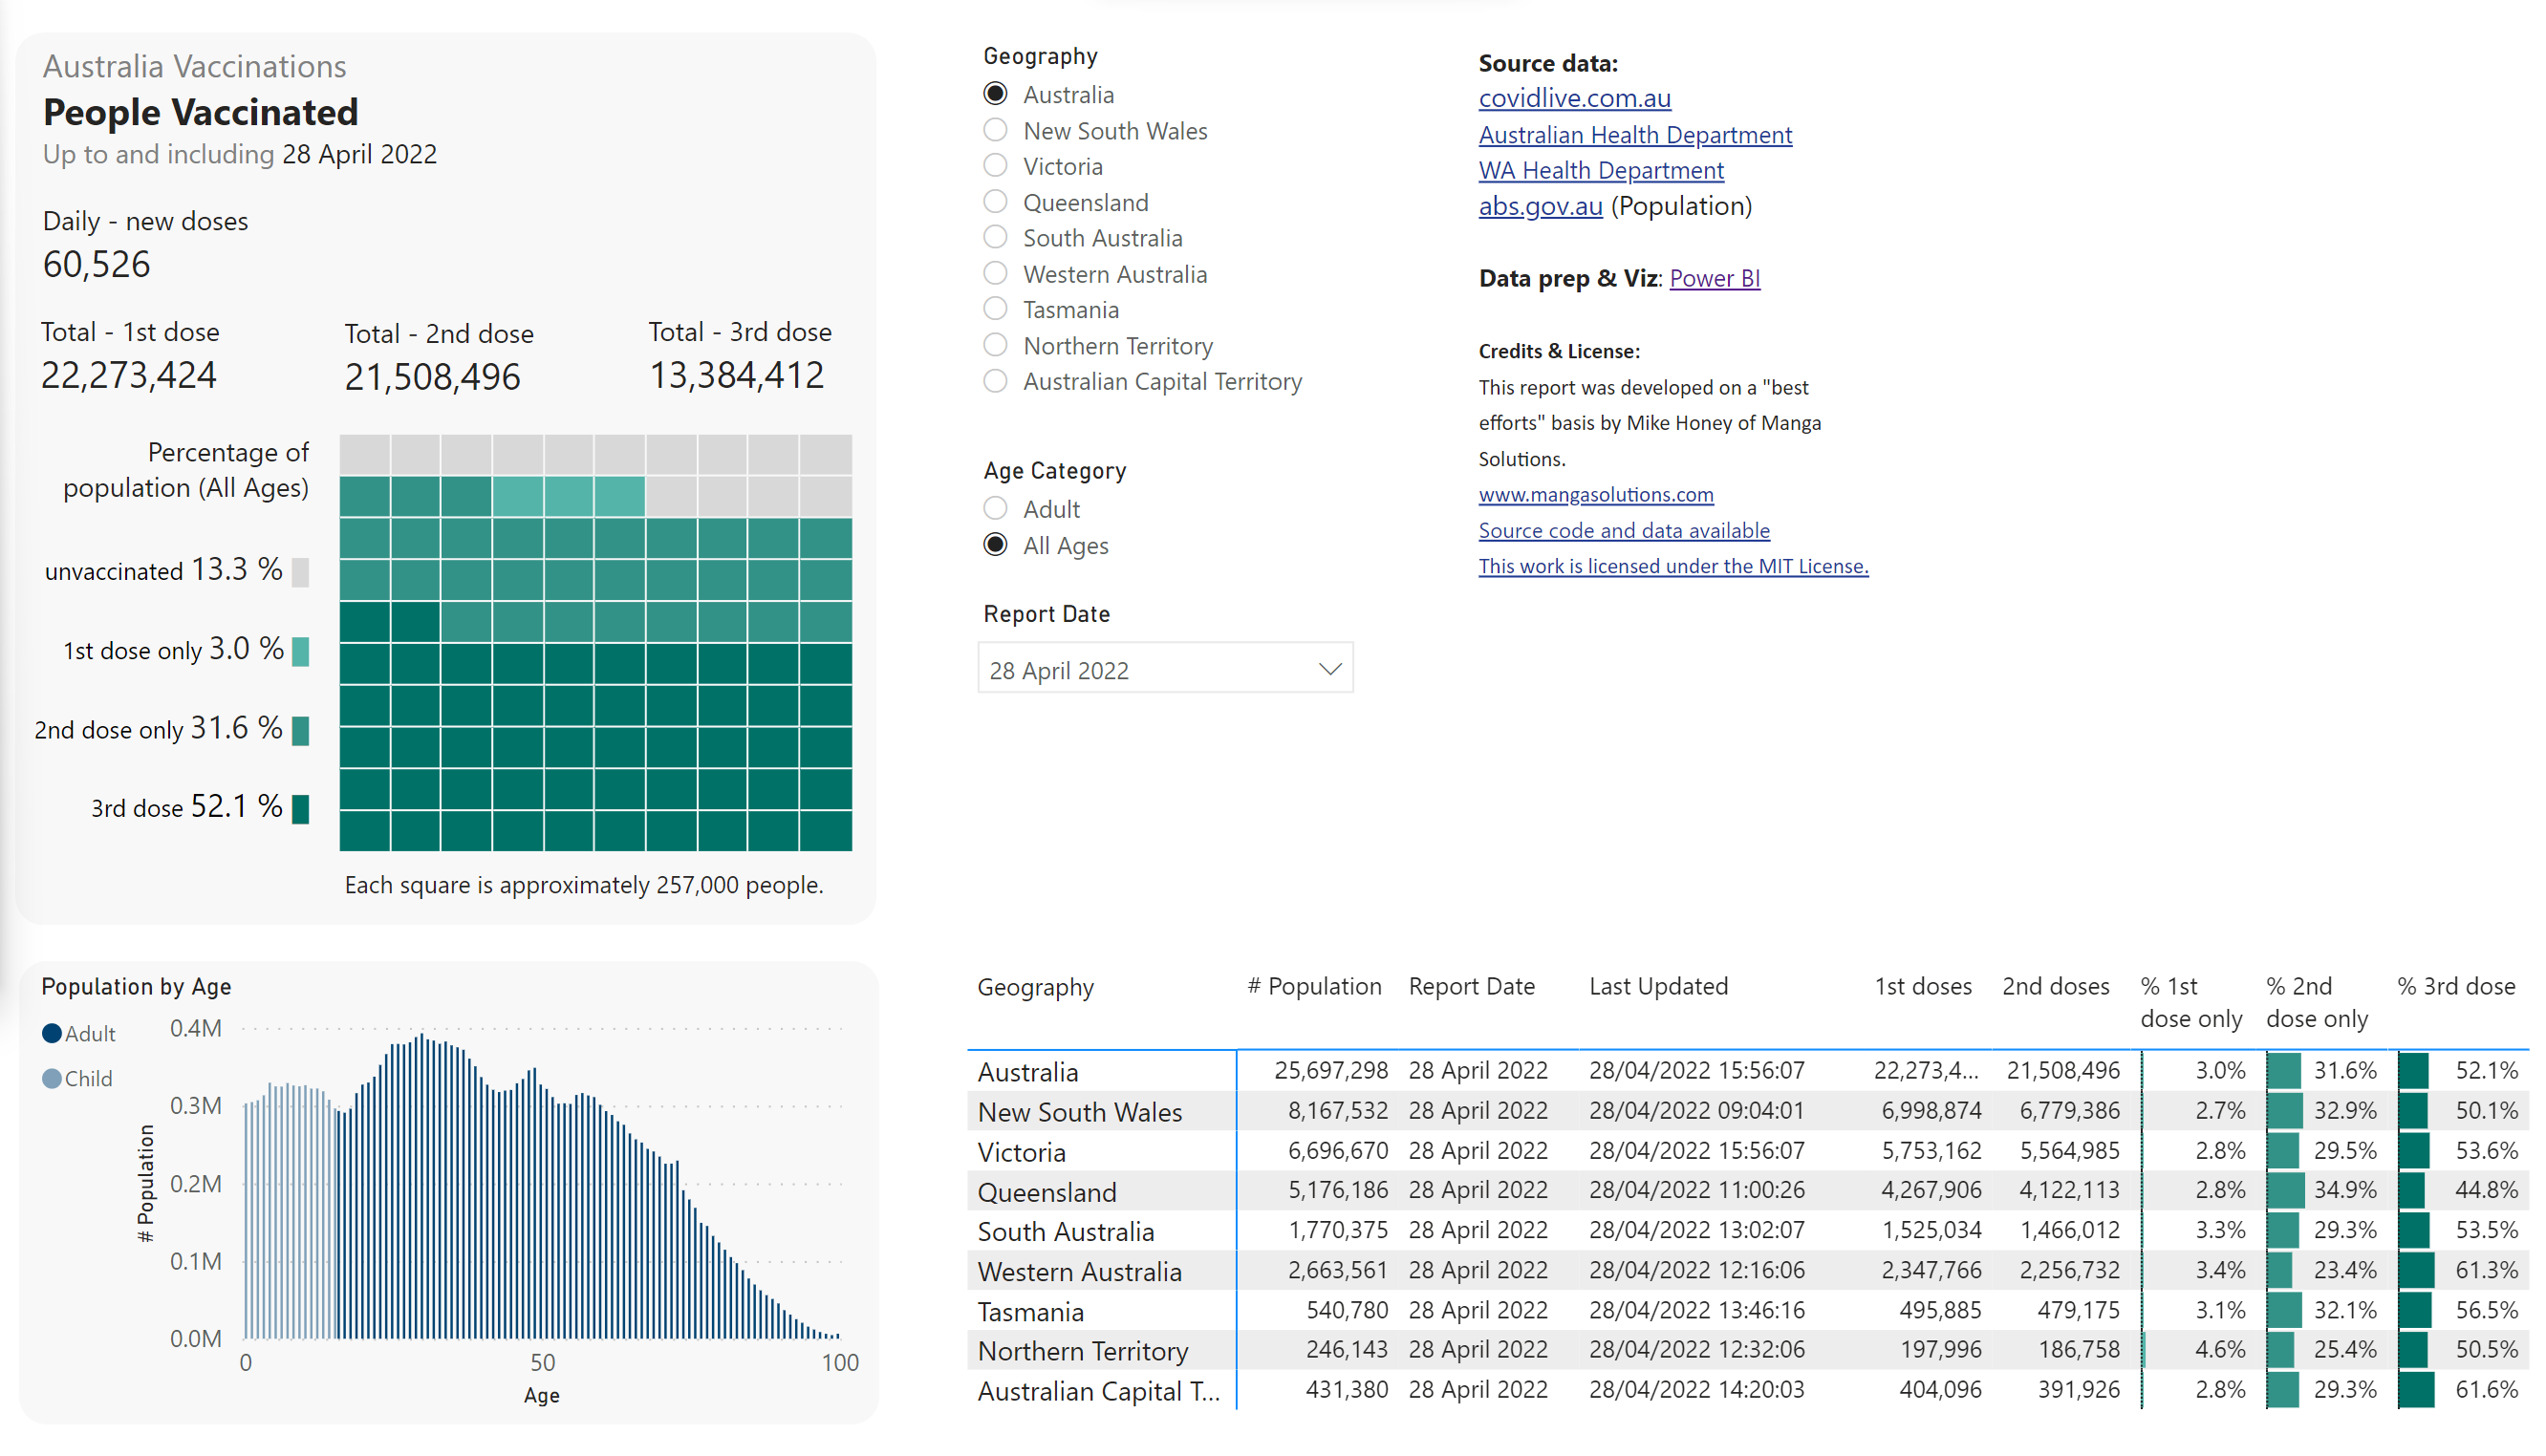 Australia Vaccinations
People Vaccinated
Up to and including 28 April 2022
Daily - new doses
60,526
Total - 1st dose
22,273,424
Total - 2nd dose
21,508,496
Total - 3rd dose
13,384,412
Percentage of
population (All Ages)
unvaccinated 13.3 %
1st dose only 3.0 %
2nd dose only 31.6 %
3rd dose 52.1 %
Each square is approximately 257,000 people.
Geography
Australia
New South Wales
Victoria
Queensland
South Australia
Western Australia
Tasmania
Northern Territory
Australian Capital Territory
Age Category
Adult
All Ages
Report Date
28 April 2022
Source data:
covidlive.com.au
Australian Health Department
WA Health Department
abs.gov.au (Population)
Data prep & Viz: Power BI
Credits & License:
This report was developed on a "best
efforts" basis by Mike Honey of Manga
Solutions.
www.mangasolutions.com
Source code and data available
This work is licensed under the MIT License.
Population by Age
Adult
Child
# Population
0.4M
0.3M
0.2M
0.1M
0.0M
0 50 100
Age
Geography # Population Report Date Last Updated 1st doses 2nd doses % 1st dose only % 2nd dose only % 3rd dose
Australia 25,697,298 28 April 2022 28/04/2022 15:56:07 22,273,4... 21,508,496 3.0% 31.6% 52.1%
New South Wales 8,167,532 28 April 2022 28/04/2022 09:04:01 6,998,874 6,779,386 2.7% 32.9% 50.1%
Victoria 6,696,670 28 April 2022 28/04/2022 15:56:07 5,753,162 5,564,985 2.8% 29.5% 53.6%
Queensland 5,176,186 28 April 2022 28/04/2022 11:00:26 4,267,906 4,122,113 2.8% 34.9% 44.8%
South Australia 1,770,375 28 April 2022 28/04/2022 13:02:07 1,525,034 1,466,012 3.3% 29.3% 53.5%
Western Australia 2,663,561 28 April 2022 28/04/2022 12:16:06 2,347,766 2,256,732 3.4% 23.4% 61.3%
Tasmania 540,780 28 April 2022 28/04/2022 13:46:16 495,885 479,175 3.1% 32.1% 56.5%
Northern Territory 246,143 28 April 2022 28/04/2022 12:32:06 197,996 186,758 4.6% 25.4% 50.5%
Australian Capital T... 431,380 28 April 2022 28/04/2022 14:20:03 404,096 391,926 2.8% 29.3% 61.6%